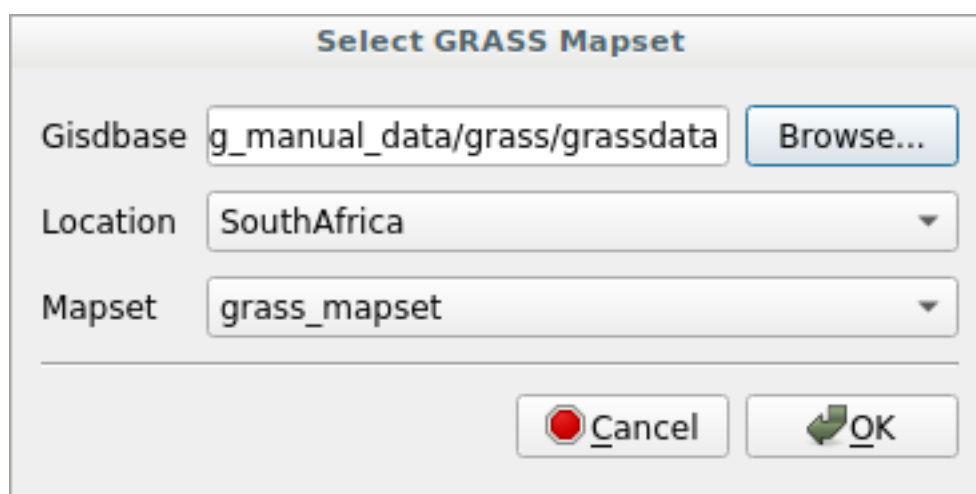 Select GRASS Mapset
Gisdbase g_manual_data/grass/grassdata Browse...
Location SouthAfrica
Mapset grass_mapset
Cancel OK